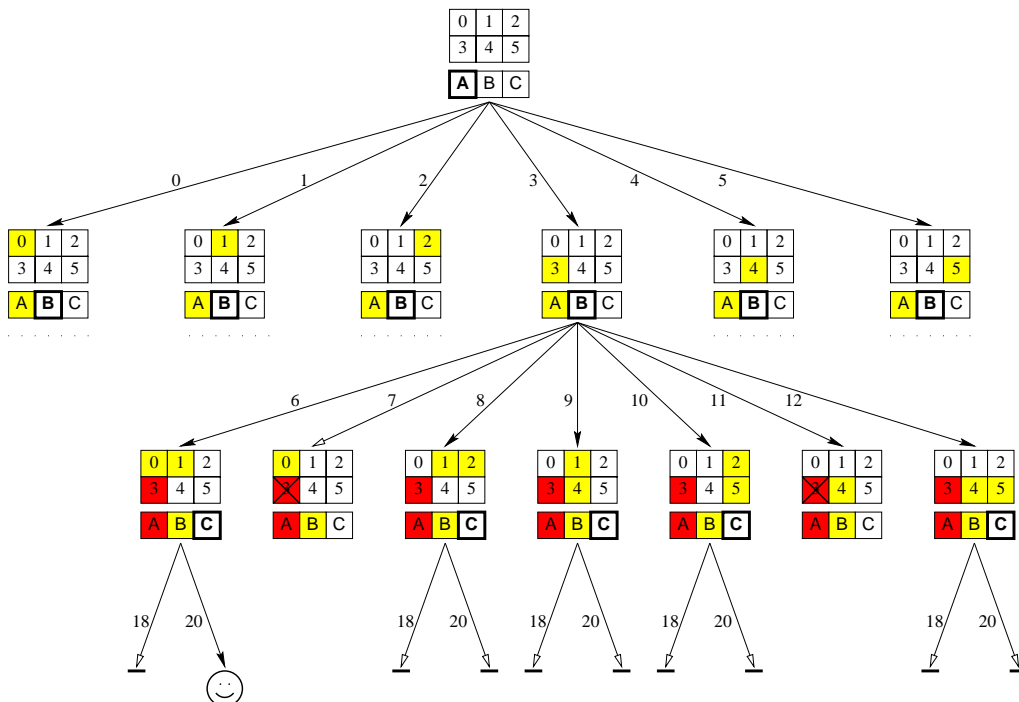 0 1 2
3 4 5
A B C
0 1 2 3 4 5
0 1 2 0 1 2 0 1 2 0 1 2 0 1 2 0 1 2
3 4 5 3 4 5 3 4 5 3 4 5 3 4 5 3 4 5
A B C A B C A B C A B C A B C A B C
6 7 8 9 10 11 12
0 1 2 0 1 2 0 1 2 0 1 2 0 1 2 0 1 2 0 1 2
3 4 5 3 4 5 3 4 5 3 4 5 3 4 5 3 4 5 3 4 5
A B C A B C A B C A B C A B C A B C A B C
18 20 18 20 18 20 18 20 18 20